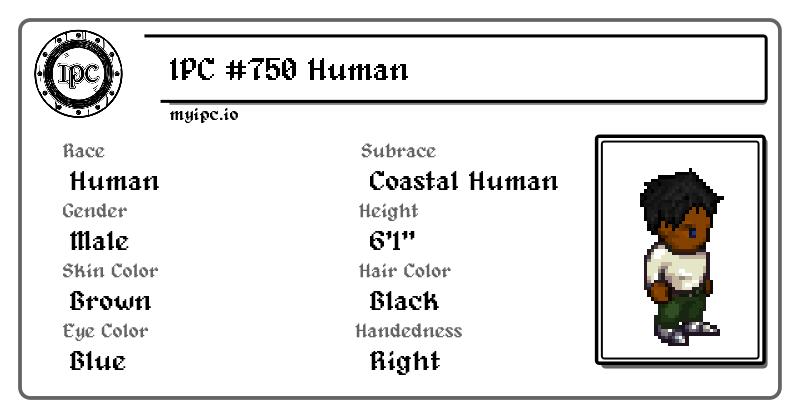 IPC
IPC #750 Human
myipc.io
Race
Human
Subrace
Coastal Human
Gender
Male
Height
6'1"
Skin Color
Brown
Hair Color
Black
Eye Color
Blue
Handedness
Right